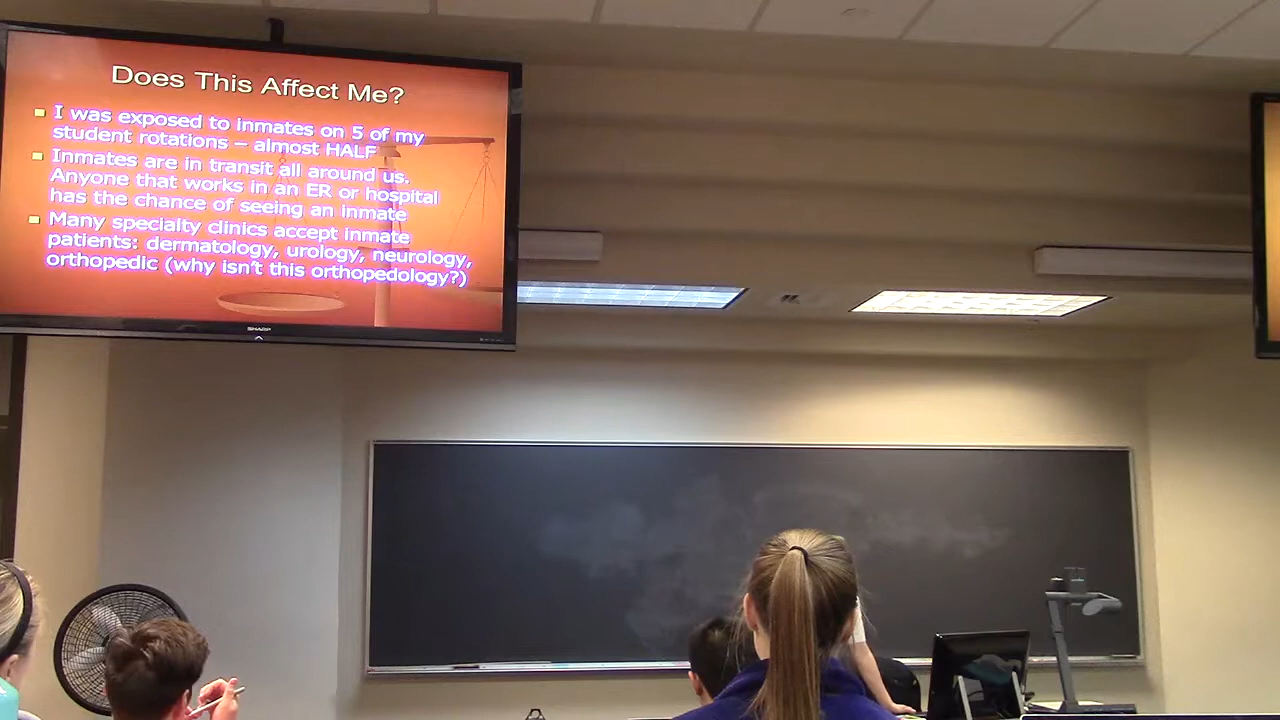 Does This Affect Me?
I was exposed to inmates on 5 of my
student rotations – almost HALF
Inmates are in transit all around us.
Anyone that works in an ER or hospital
has the chance of seeing an inmate
Many specialty clinics accept inmate
patients: dermatology, urology, neurology,
orthopedic (why isn't this orthopedology?)
SHARP